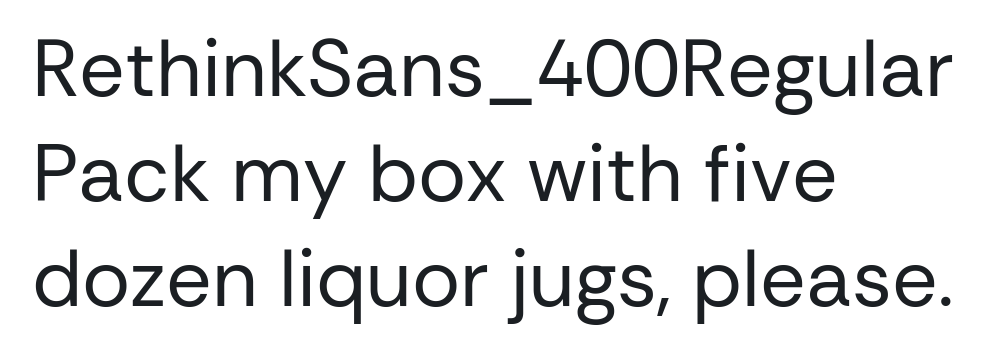 RethinkSans_400Regular
Pack my box with five
dozen liquor jugs, please.